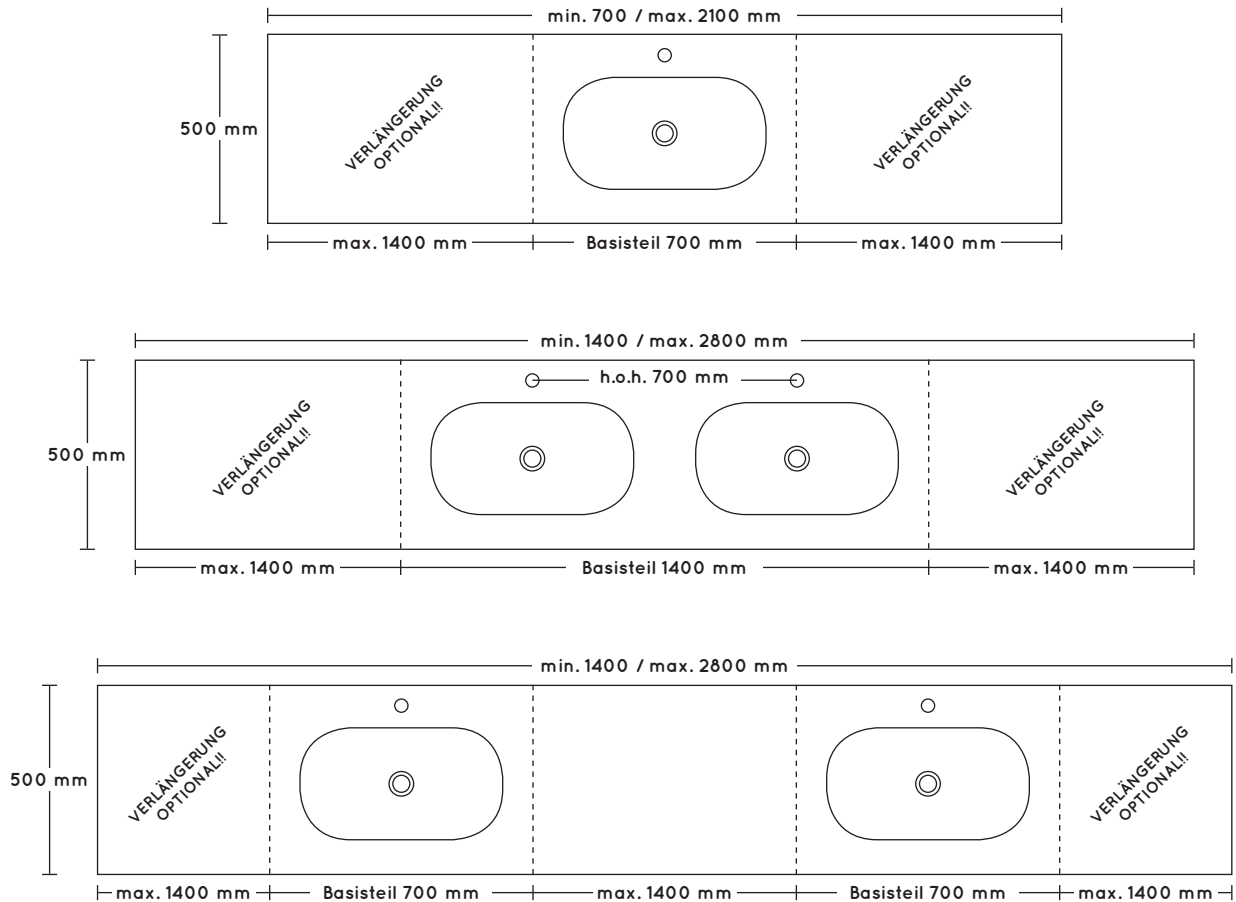 min. 700 / max. 2100 mm
VERLÄNGERUNG
OPTIONAL!!
VERLÄNGERUNG
OPTIONAL!!
500 mm
max. 1400 mm
Basisteil 700 mm
max. 1400 mm
min. 1400 / max. 2800 mm
h.o.h. 700 mm
VERLÄNGERUNG
OPTIONAL!!
VERLÄNGERUNG
OPTIONAL!!
500 mm
max. 1400 mm
Basisteil 1400 mm
max. 1400 mm
min. 1400 / max. 2800 mm
VERLÄNGERUNG
OPTIONAL!!
VERLÄNGERUNG
OPTIONAL!!
500 mm
max. 1400 mm
Basisteil 700 mm
max. 1400 mm
Basisteil 700 mm
max. 1400 mm